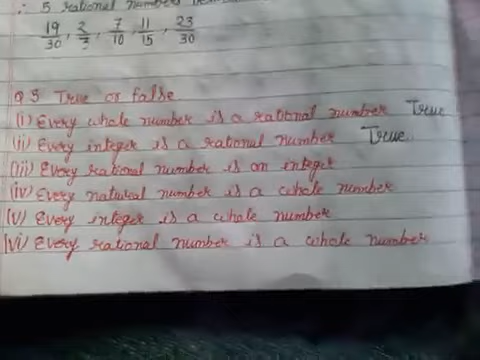 ∴ 5 rational number
19/30, 2/3, 7/10, 11/15, 23/30
Q 5 True or false
(i) Every whole number is a rational number True
(ii) Every integer is a rational number True.
(iii) Every rational number is an integer
(iv) Every natural number is a whole number
(v) Every integer is a whole number
(vi) Every rational number is a whole number